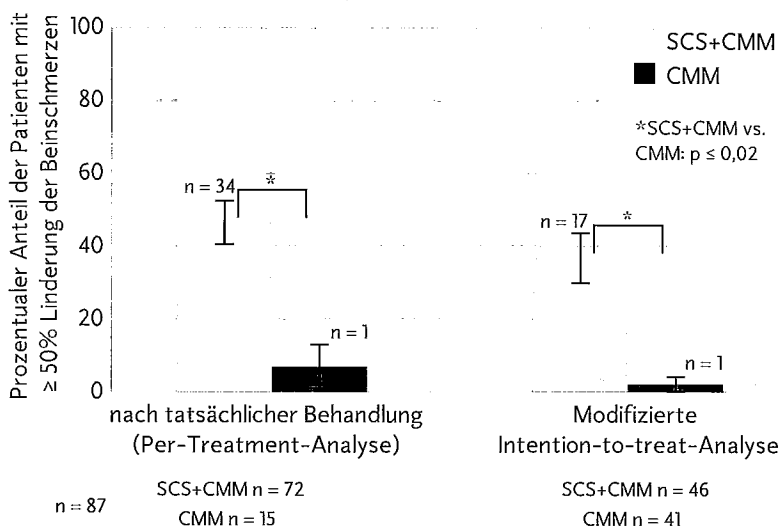 Prozentualer Anteil der Patienten mit
≥ 50% Linderung der Beinschmerzen
100
80
60
40
20
0
SCS+CMM
CMM
*SCS+CMM vs.
CMM: p ≤ 0,02
n = 34
*
n = 1
n = 17
*
n = 1
nach tatsächlicher Behandlung
(Per-Treatment-Analyse)
Modifizierte
Intention-to-treat-Analyse
n = 87
SCS+CMM n = 72
CMM n = 15
SCS+CMM n = 46
CMM n = 41